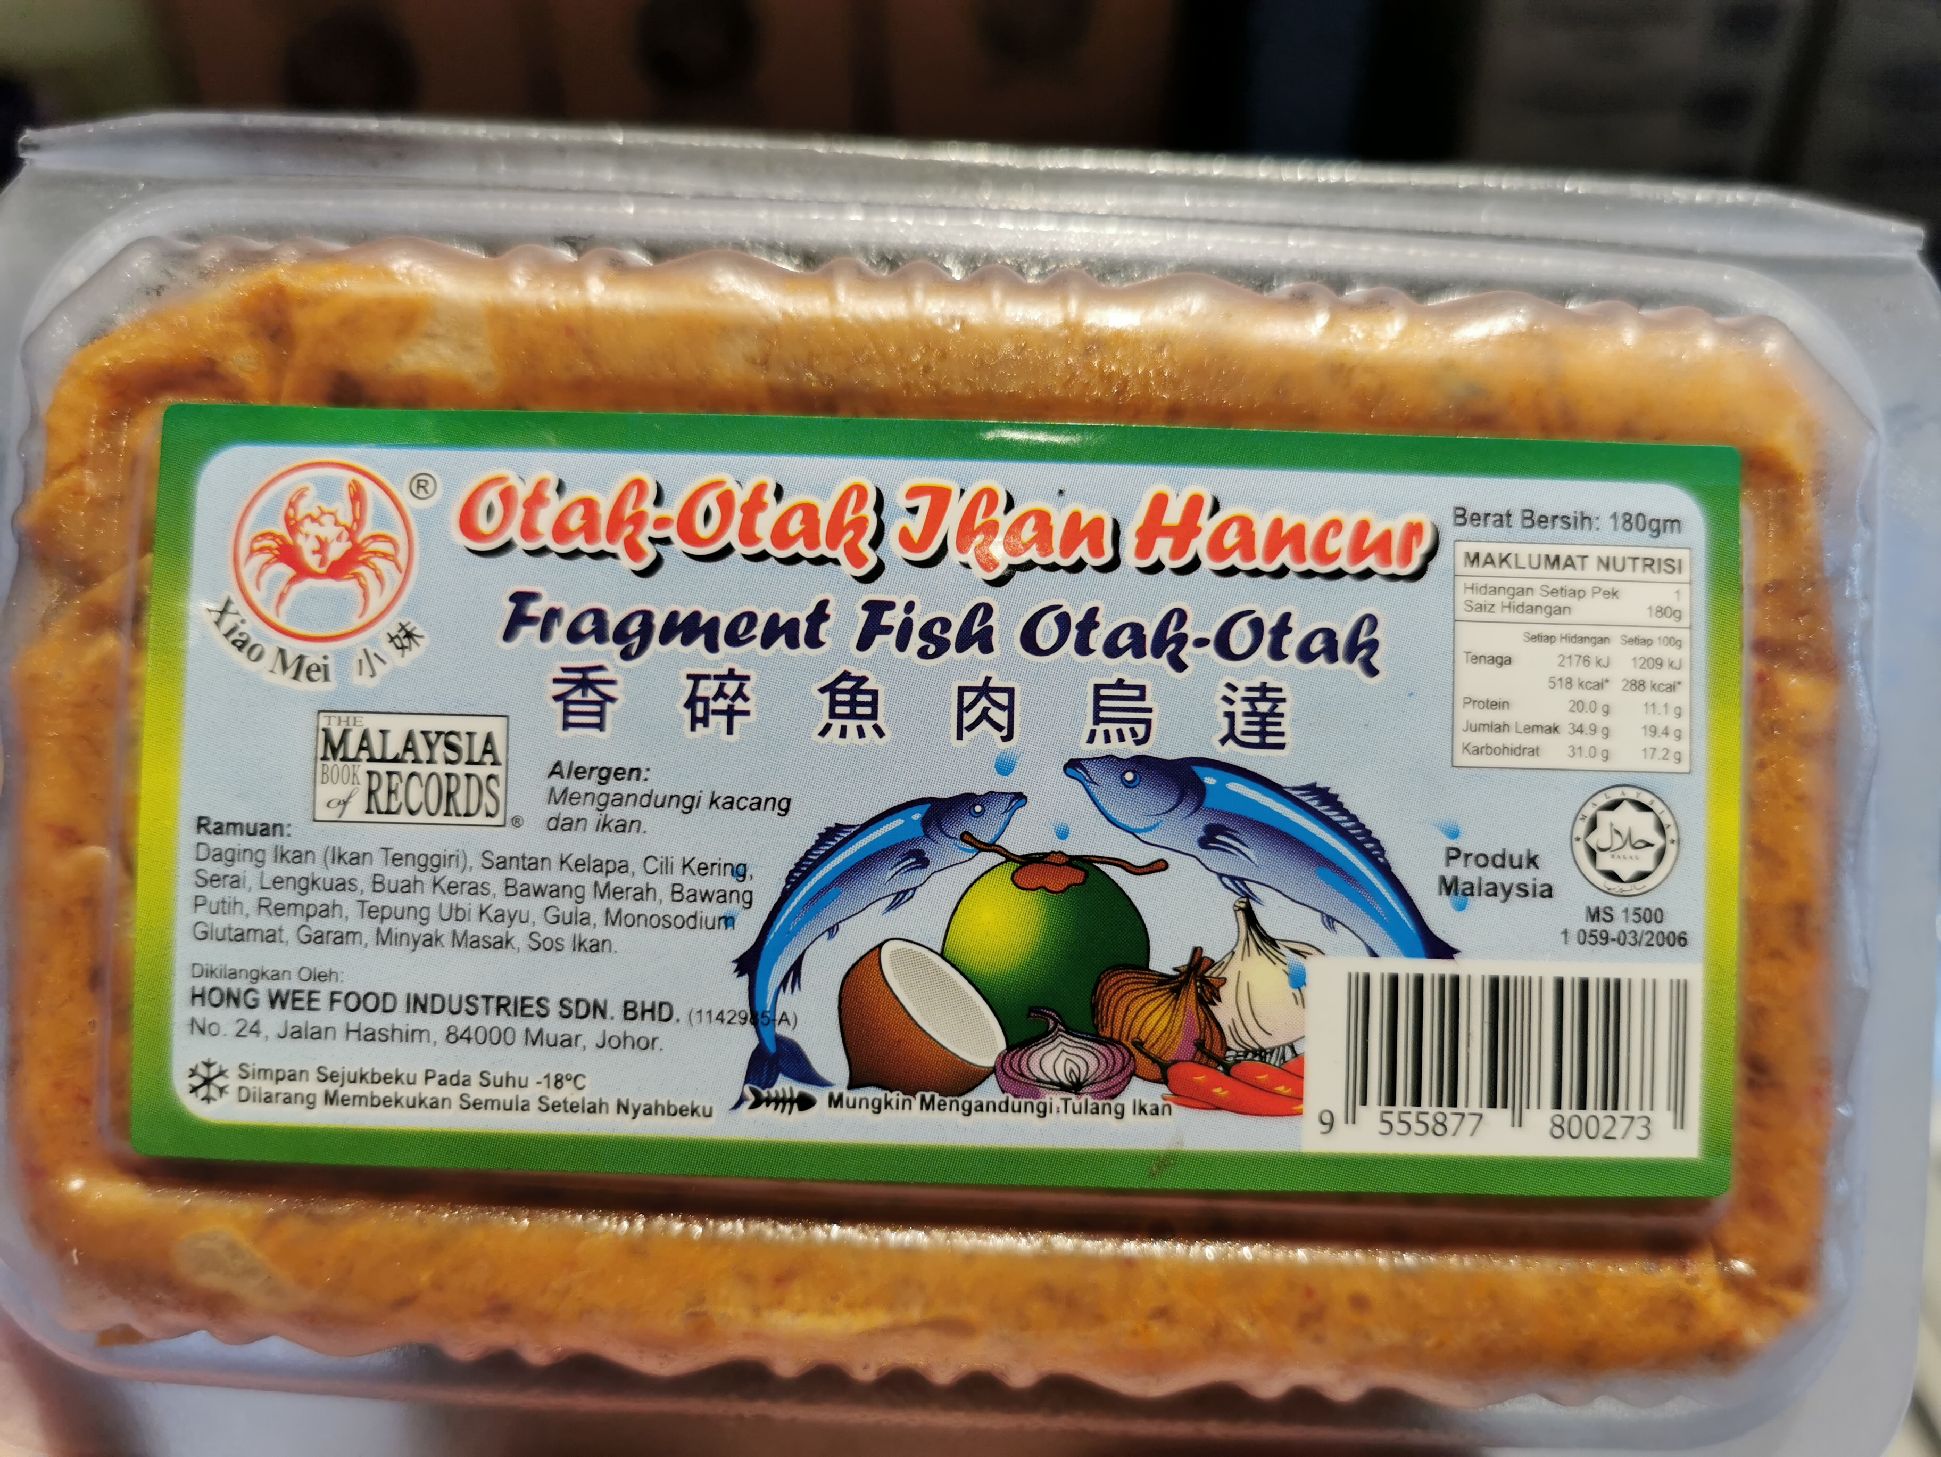 ®
Xiao Mei 小妹
Otak-Otak Ikan Hancur
Fragment Fish Otak-Otak
香碎魚肉烏達
THE
MALAYSIA
BOOK
of RECORDS
®
Alergen:
Mengandungi kacang
dan ikan.
Ramuan:
Daging Ikan (Ikan Tenggiri), Santan Kelapa, Cili Kering,
Serai, Lengkuas, Buah Keras, Bawang Merah, Bawang
Putih, Rempah, Tepung Ubi Kayu, Gula, Monosodium
Glutamat, Garam, Minyak Masak, Sos Ikan.
Dikilangkan Oleh:
HONG WEE FOOD INDUSTRIES SDN. BHD. (1142985-A)
No. 24, Jalan Hashim, 84000 Muar, Johor.
Simpan Sejukbeku Pada Suhu -18°C
Dilarang Membekukan Semula Setelah Nyahbeku
Mungkin Mengandungi Tulang Ikan
Berat Bersih: 180gm
MAKLUMAT NUTRISI
Hidangan Setiap Pek 1
Saiz Hidangan 180g
Setiap Hidangan Setiap 100g
Tenaga 2176 kJ 1209 kJ
518 kcal* 288 kcal*
Protein 20.0 g 11.1 g
Jumlah Lemak 34.9 g 19.4 g
Karbohidrat 31.0 g 17.2 g
MALAYSIA
حلال
HALAL
Produk
Malaysia
MS 1500
1 059-03/2006
9 555877 800273